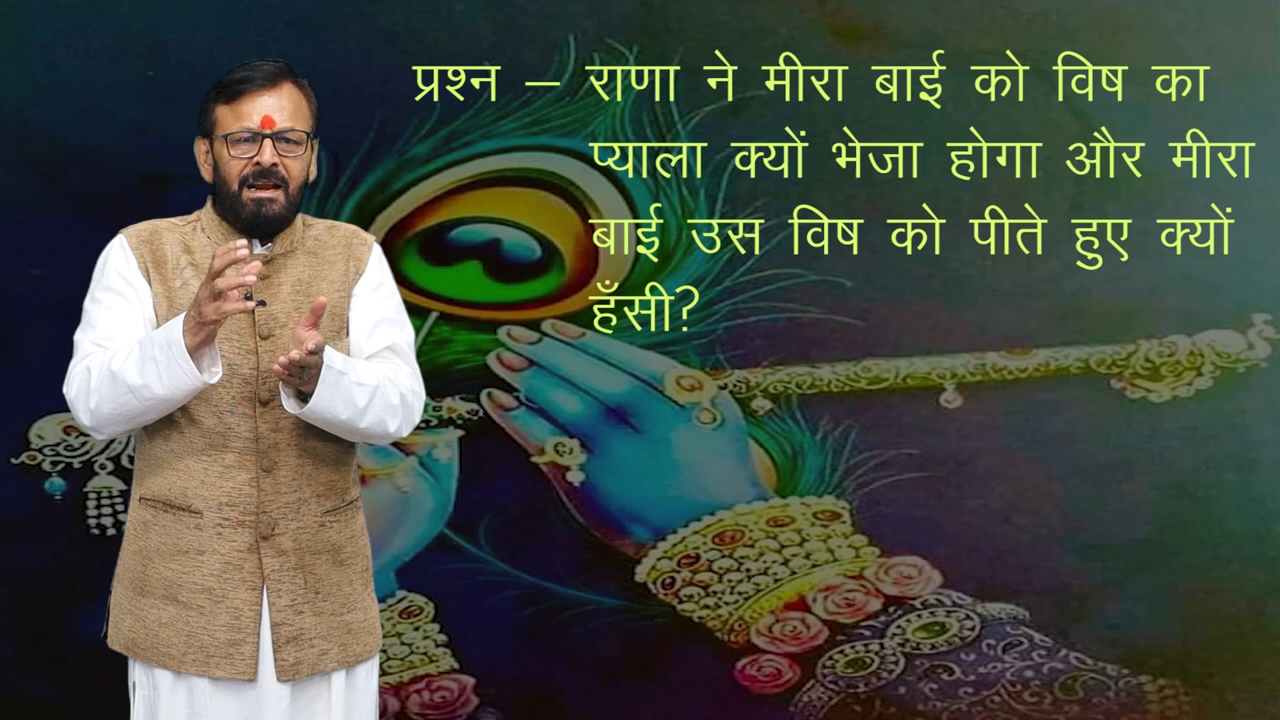 प्रश्न – राणा ने मीरा बाई को विष का
प्याला क्यों भेजा होगा और मीरा
बाई उस विष को पीते हुए क्यों
हँसी?